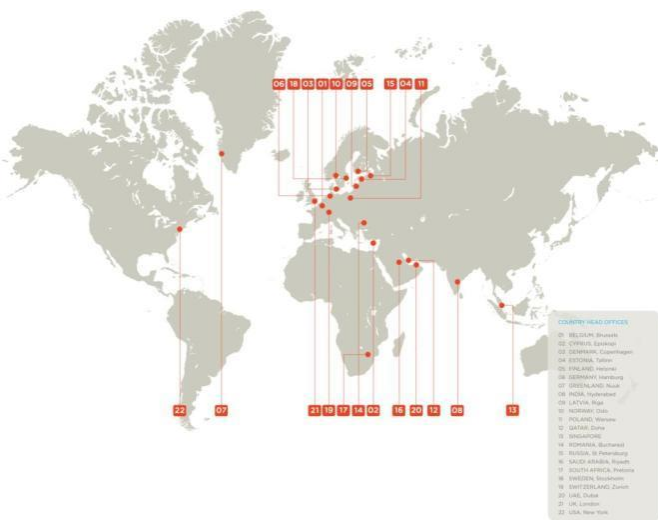 06 18 03 01 10 09 05 15 04 11
22 07 21 19 17 14 02 16 20 12 08 13
COUNTRY HEAD OFFICES
01 BELGIUM, Brussels
02 CYPRUS, Episkopi
03 DENMARK, Copenhagen
04 ESTONIA, Tallinn
05 FINLAND, Helsinki
06 GERMANY, Hamburg
07 GREENLAND, Nuuk
08 INDIA, Hyderabad
09 LATVIA, Riga
10 NORWAY, Oslo
11 POLAND, Warsaw
12 QATAR, Doha
13 SINGAPORE
14 ROMANIA, Bucharest
15 RUSSIA, St Petersburg
16 SAUDI ARABIA, Riyadh
17 SOUTH AFRICA, Pretoria
18 SWEDEN, Stockholm
19 SWITZERLAND, Zurich
20 UAE, Dubai
21 UK, London
22 USA, New York